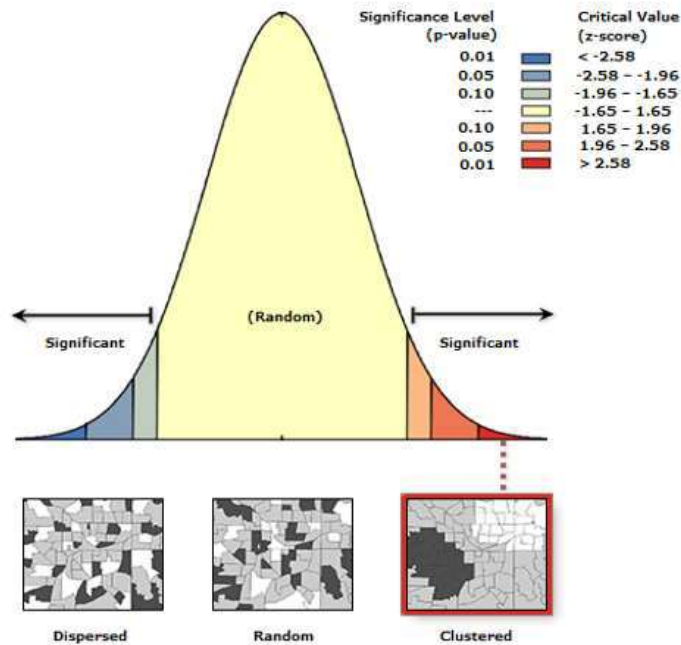 Significance Level Critical Value
(p-value) (z-score)
0.01 < -2.58
0.05 -2.58 – -1.96
0.10 -1.96 – -1.65
--- -1.65 – 1.65
0.10 1.65 – 1.96
0.05 1.96 – 2.58
0.01 > 2.58
(Random)
Significant Significant
Dispersed Random Clustered